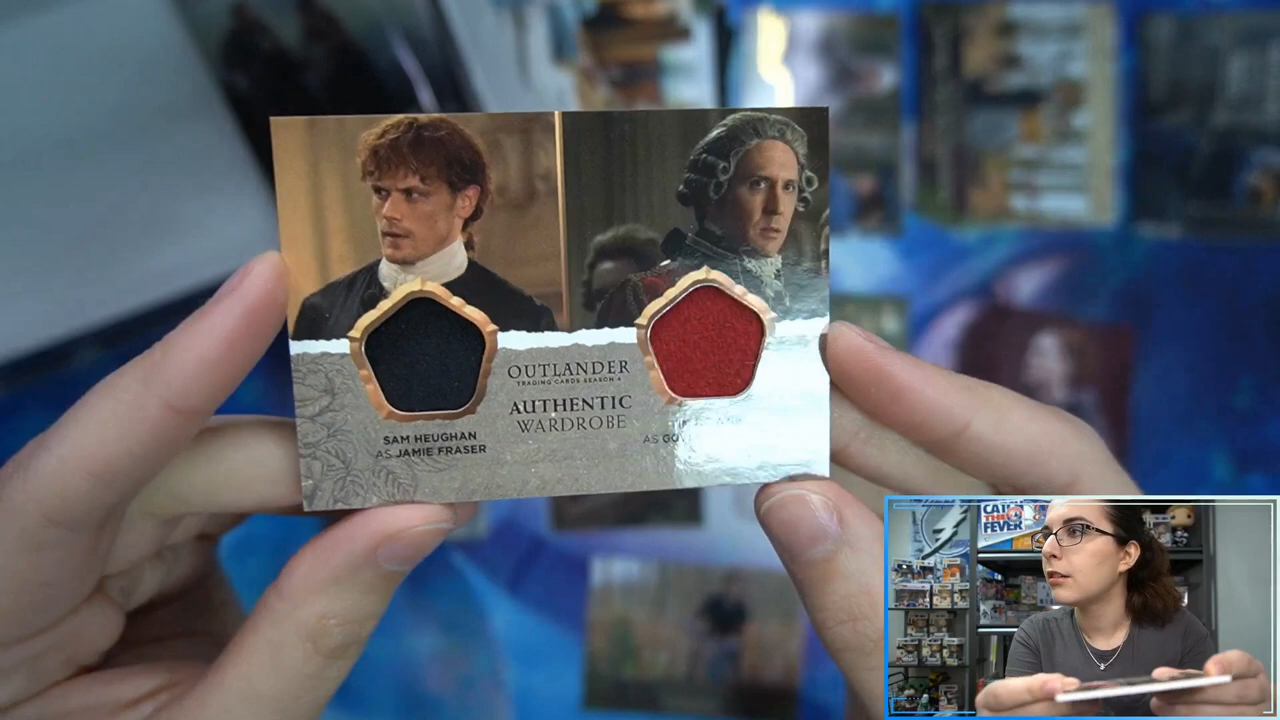 OUTLANDER
TRADING CARDS SEASON 4
AUTHENTIC
WARDROBE
SAM HEUGHAN
AS JAMIE FRASER
AS
CATCH
THE
FEVER